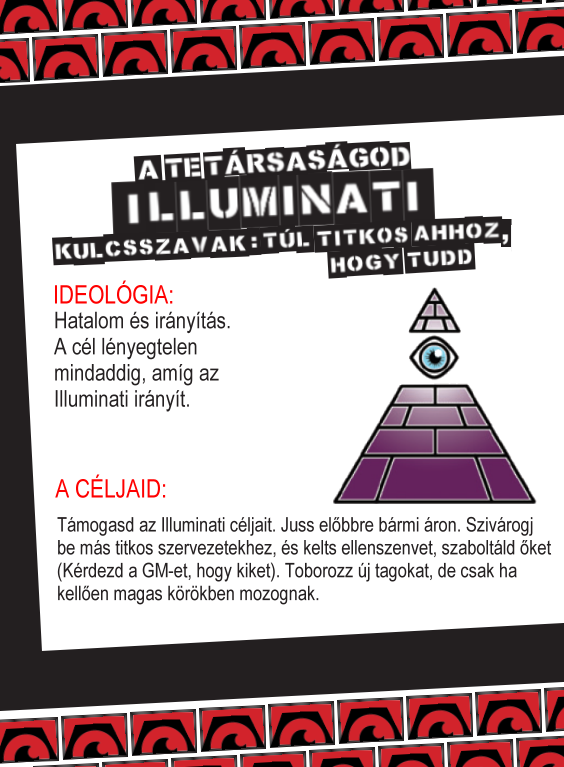 A TE TÁRSASÁGOD
ILLUMINATI
KULCSSZAVAK: TÚL TITKOS AHHOZ,
HOGY TUDD
IDEOLÓGIA:
Hatalom és irányítás.
A cél lényegtelen
mindaddig, amíg az
Illuminati irányít.
A CÉLJAID:
Támogasd az Illuminati céljait. Juss előbbre bármi áron. Szivárogj
be más titkos szervezetekhez, és kelts ellenszenvet, szaboltáld őket
(Kérdezd a GM-et, hogy kiket). Toborozz új tagokat, de csak ha
kellően magas körökben mozognak.